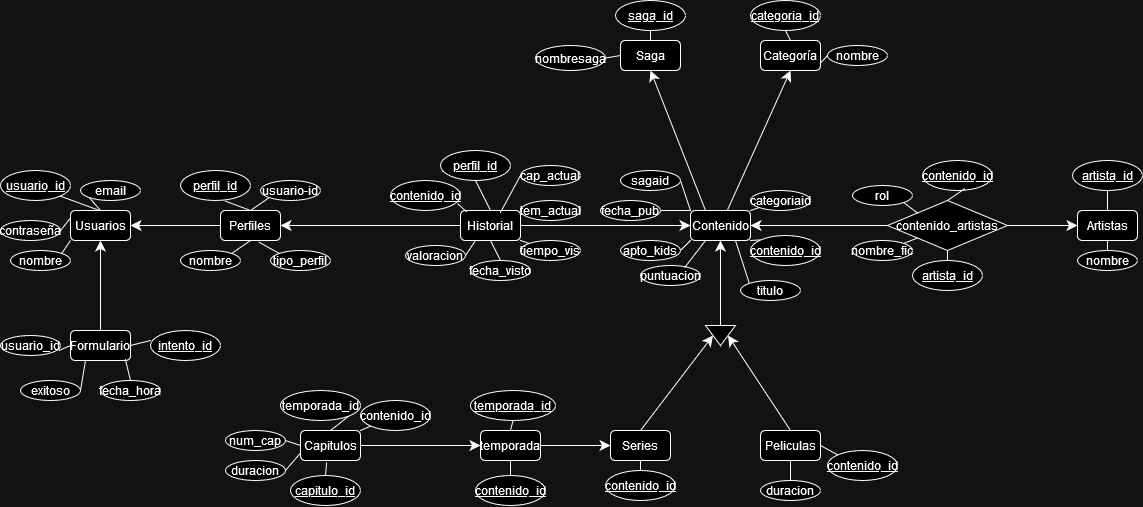 saga_id
categoria_id
nombresaga
Saga
Categoría
nombre
usuario_id
email
contraseña
Usuarios
nombre
perfil_id
usuario-id
Perfiles
nombre
tipo_perfil
perfil_id
contenido_id
cap_actual
tem_actual
Historial
valoracion
tiempo_vis
fecha_visto
sagaid
fecha_pub
categoriaid
Contenido
apto_kids
contenido_id
puntuacion
titulo
contenido_id
rol
contenido_artistas
nombre_fic
artista_id
artista_id
Artistas
nombre
usuario_id
Formulario
intento_id
exitoso
fecha_hora
temporada_id
contenido_id
num_cap
Capitulos
duracion
capitulo_id
temporada_id
temporada
contenido_id
Series
contenido_id
Peliculas
contenido_id
duracion